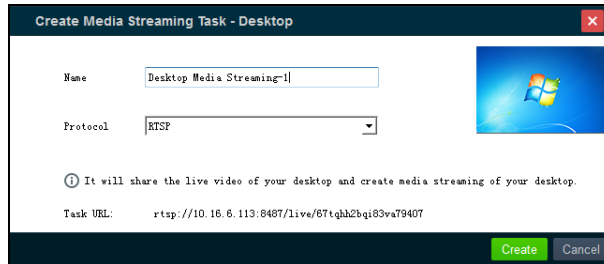 Create Media Streaming Task - Desktop
Name
Desktop Media Streaming-1
Protocol
RTSP
It will share the live video of your desktop and create media streaming of your desktop.
Task URL: rtsp://10.16.6.113:8487/live/67tqhh2bqi83va79407
Create Cancel